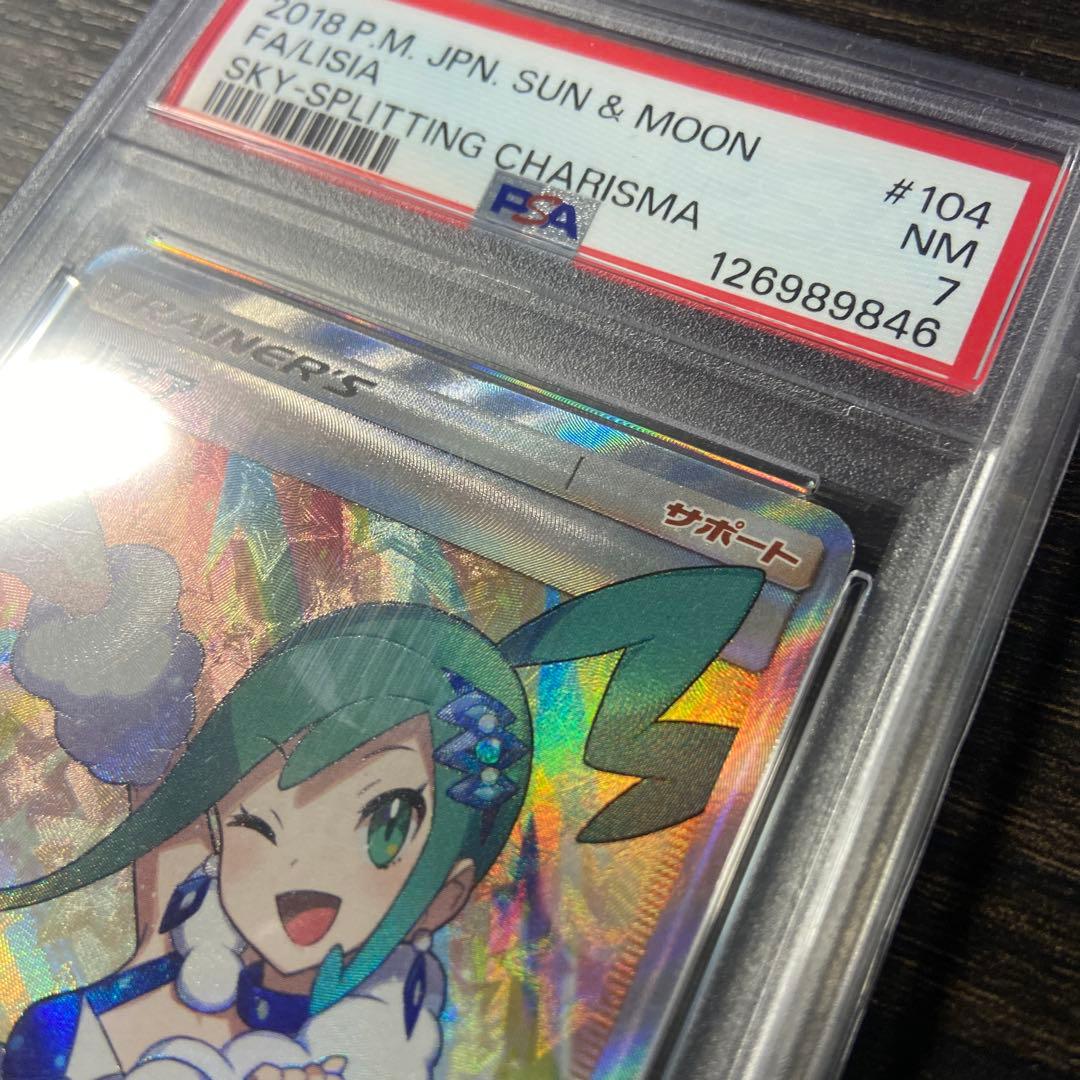 2018 P.M. JPN. SUN & MOON
#104
FA/LISIA
NM
SKY-SPLITTING CHARISMA
7
PSA
126989846
TRAINER'S
サポート